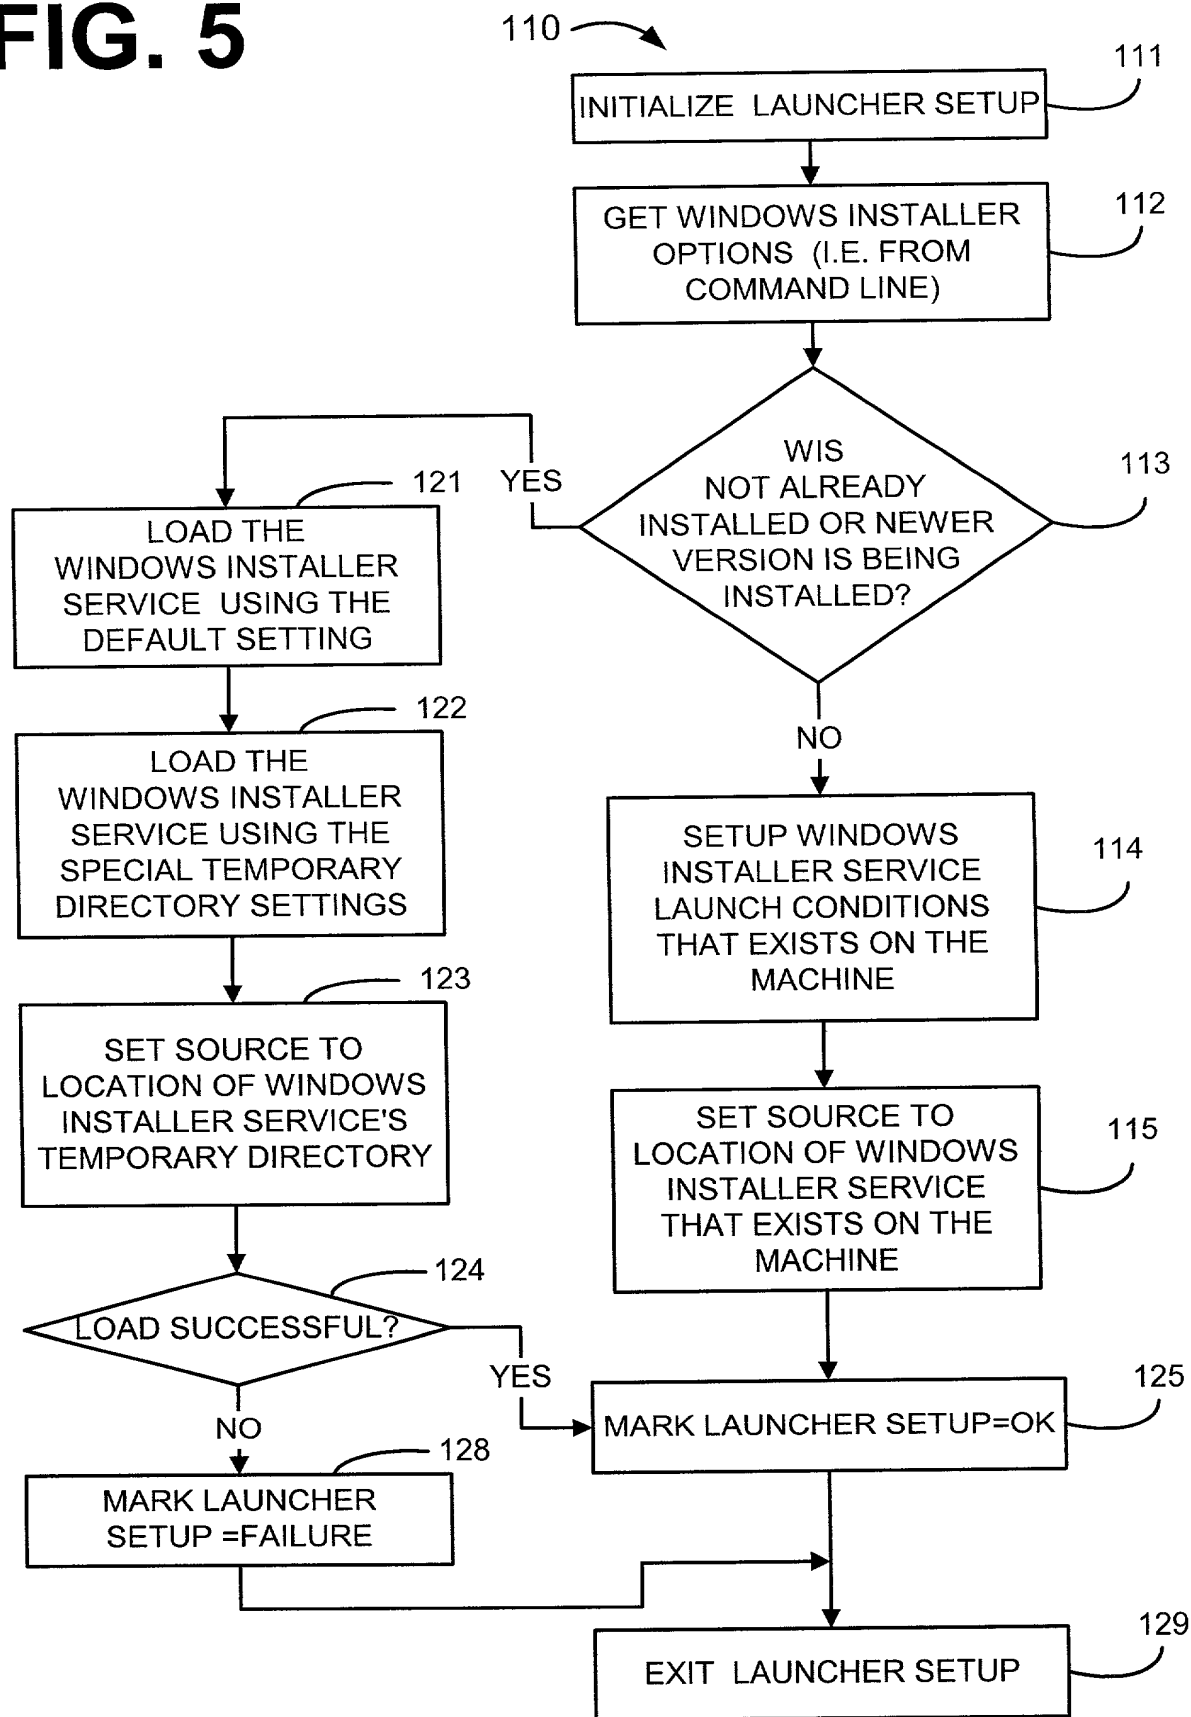 FIG. 5
110
111
INITIALIZE LAUNCHER SETUP
112
GET WINDOWS INSTALLER
OPTIONS (I.E. FROM
COMMAND LINE)
113
WIS
NOT ALREADY
INSTALLED OR NEWER
VERSION IS BEING
INSTALLED?
YES
121
LOAD THE
WINDOWS INSTALLER
SERVICE USING THE
DEFAULT SETTING
122
LOAD THE
WINDOWS INSTALLER
SERVICE USING THE
SPECIAL TEMPORARY
DIRECTORY SETTINGS
123
SET SOURCE TO
LOCATION OF WINDOWS
INSTALLER SERVICE'S
TEMPORARY DIRECTORY
124
LOAD SUCCESSFUL?
YES
NO
128
MARK LAUNCHER
SETUP =FAILURE
NO
114
SETUP WINDOWS
INSTALLER SERVICE
LAUNCH CONDITIONS
THAT EXISTS ON THE
MACHINE
115
SET SOURCE TO
LOCATION OF WINDOWS
INSTALLER SERVICE
THAT EXISTS ON THE
MACHINE
125
MARK LAUNCHER SETUP=OK
129
EXIT LAUNCHER SETUP